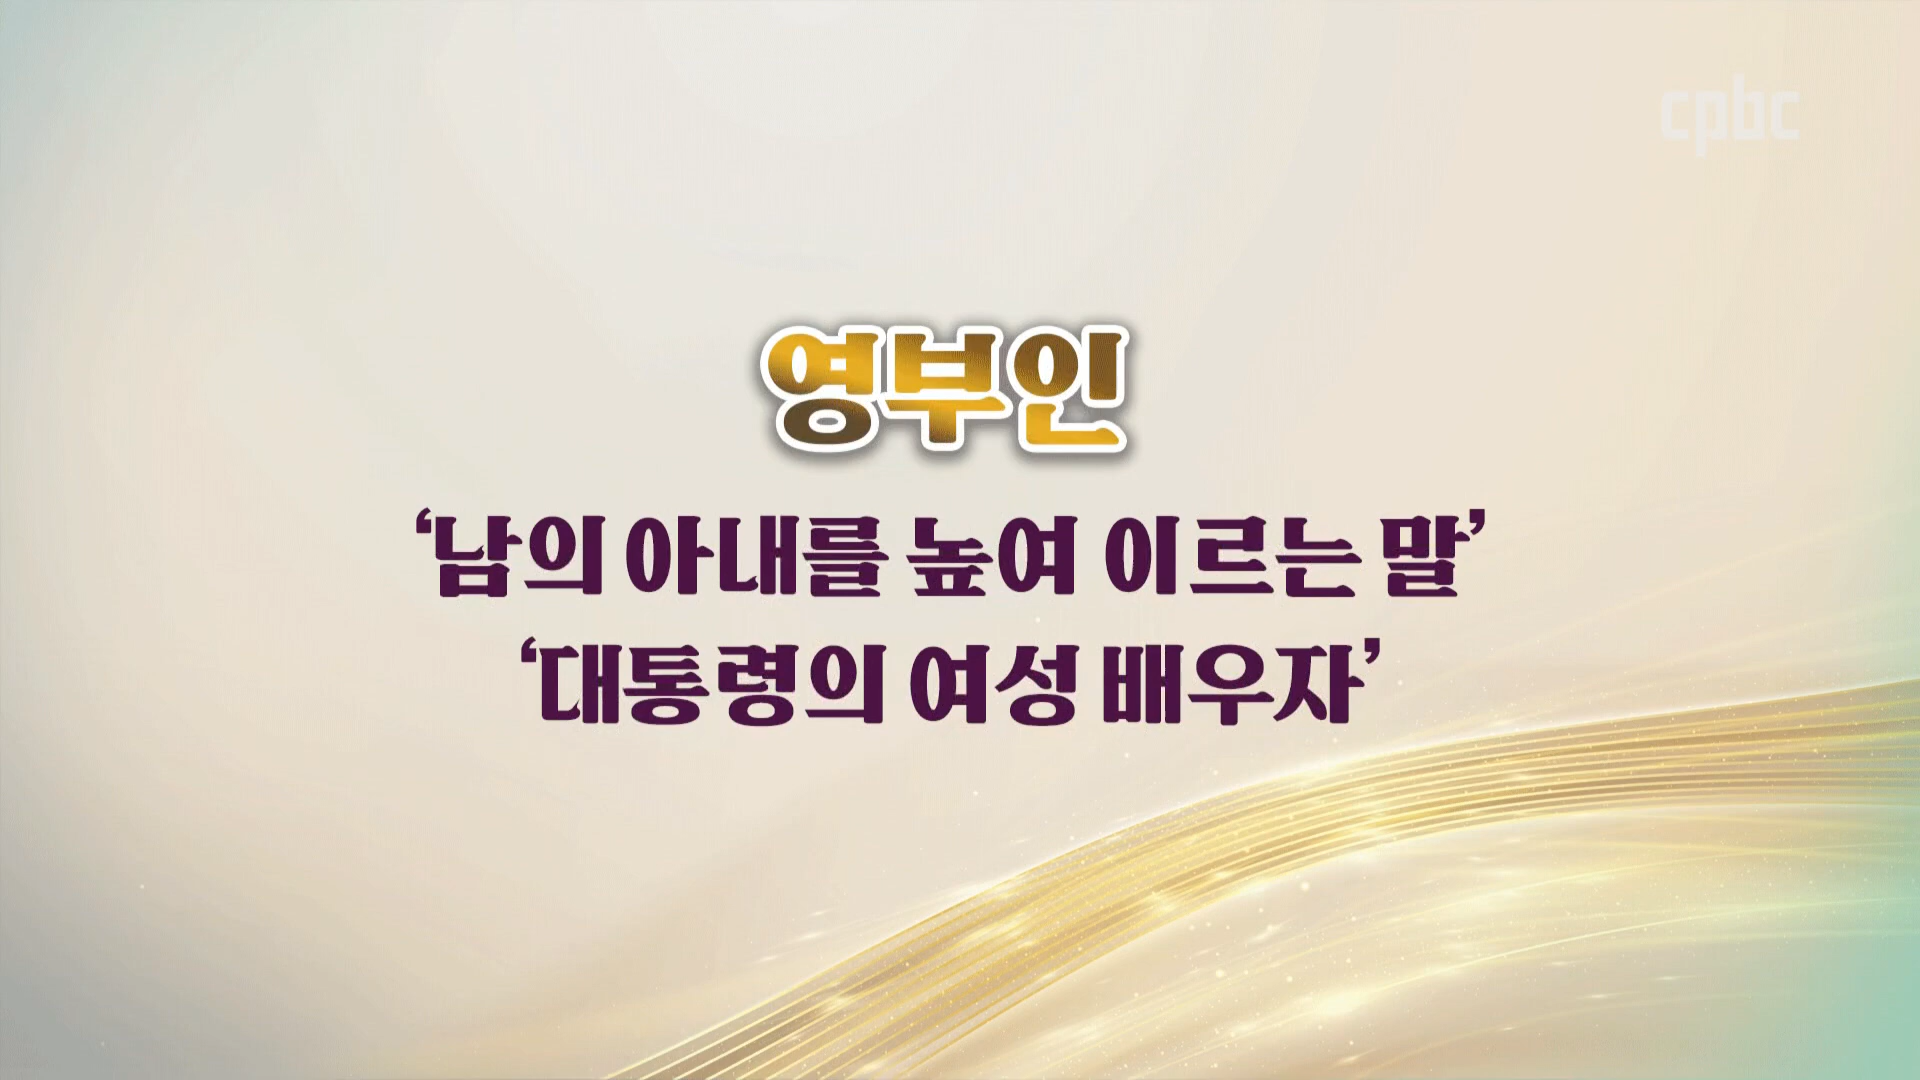 cpbc
영부인
‘남의 아내를 높여 이르는 말’
‘대통령의 여성 배우자’